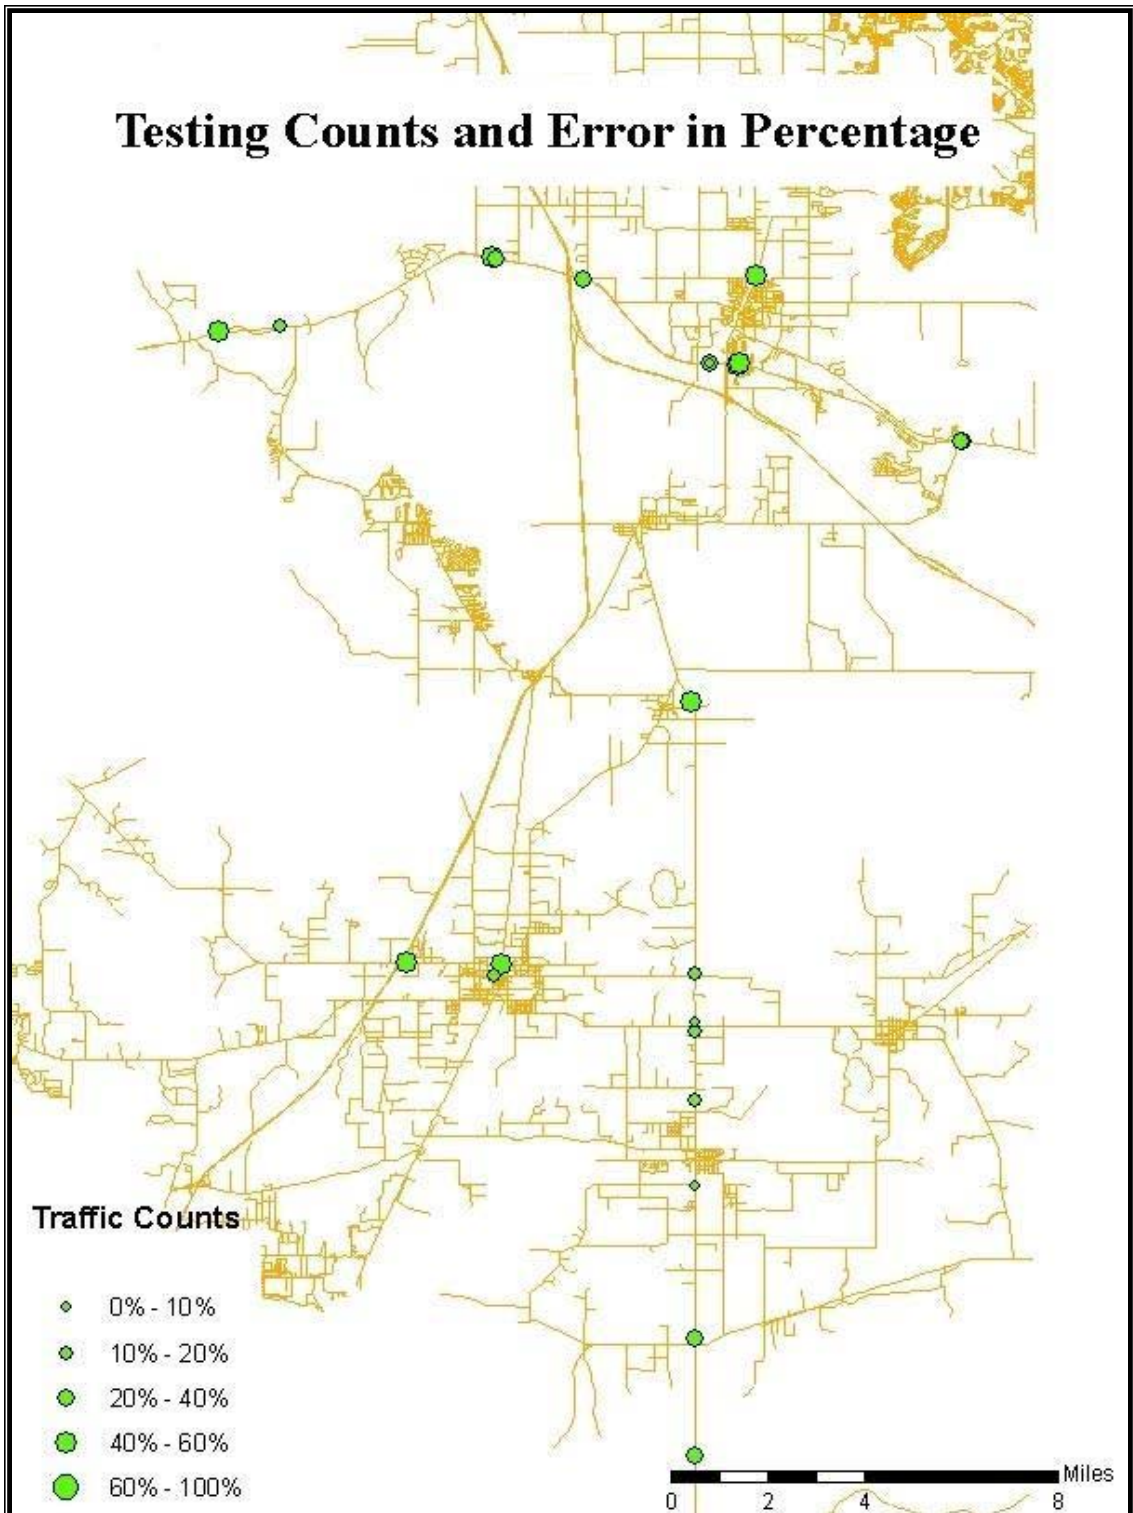 Testing Counts and Error in Percentage
Traffic Counts
0% - 10%
10% - 20%
20% - 40%
40% - 60%
60% - 100%
Miles
0 2 4 8